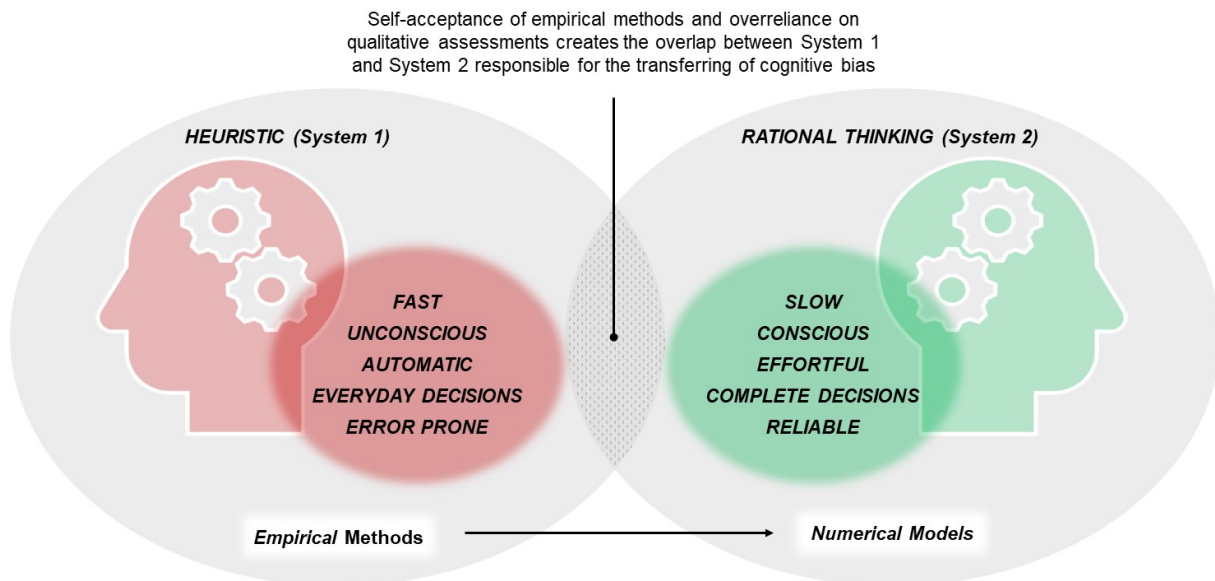 Self-acceptance of empirical methods and overreliance on
qualitative assessments creates the overlap between System 1
and System 2 responsible for the transferring of cognitive bias
HEURISTIC (System 1)
RATIONAL THINKING (System 2)
FAST
UNCONSCIOUS
AUTOMATIC
EVERYDAY DECISIONS
ERROR PRONE
SLOW
CONSCIOUS
EFFORTFUL
COMPLETE DECISIONS
RELIABLE
Empirical Methods
Numerical Models